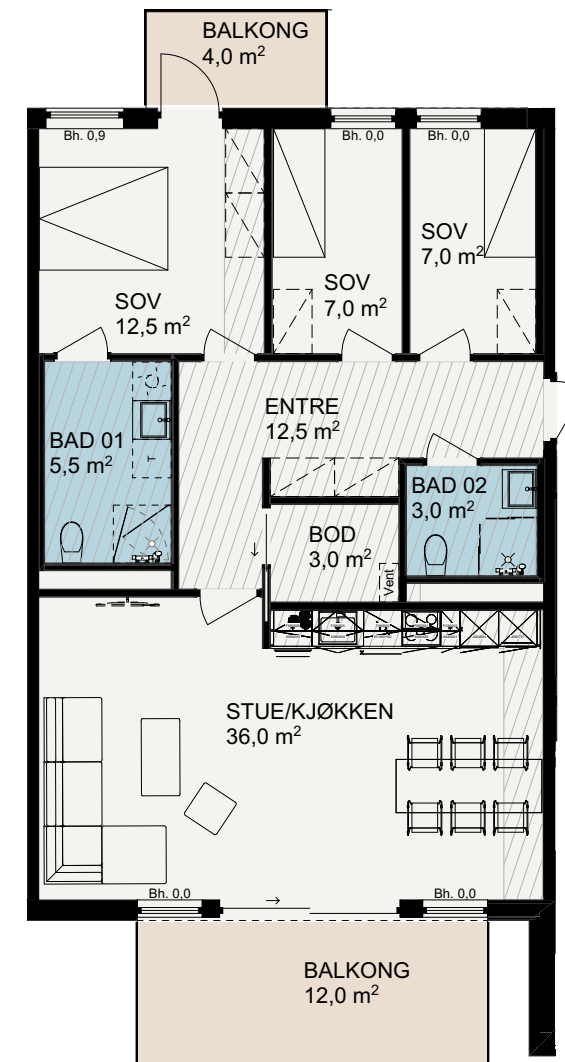 BALKONG
4,0 m²
Bh. 0,9
Bh. 0,0
Bh. 0,0
SOV
12,5 m²
SOV
7,0 m²
SOV
7,0 m²
ENTRE
12,5 m²
BAD 01
5,5 m²
T
BAD 02
3,0 m²
BOD
3,0 m²
Vent
STUE/KJØKKEN
36,0 m²
Bh. 0,0
Bh. 0,0
BALKONG
12,0 m²